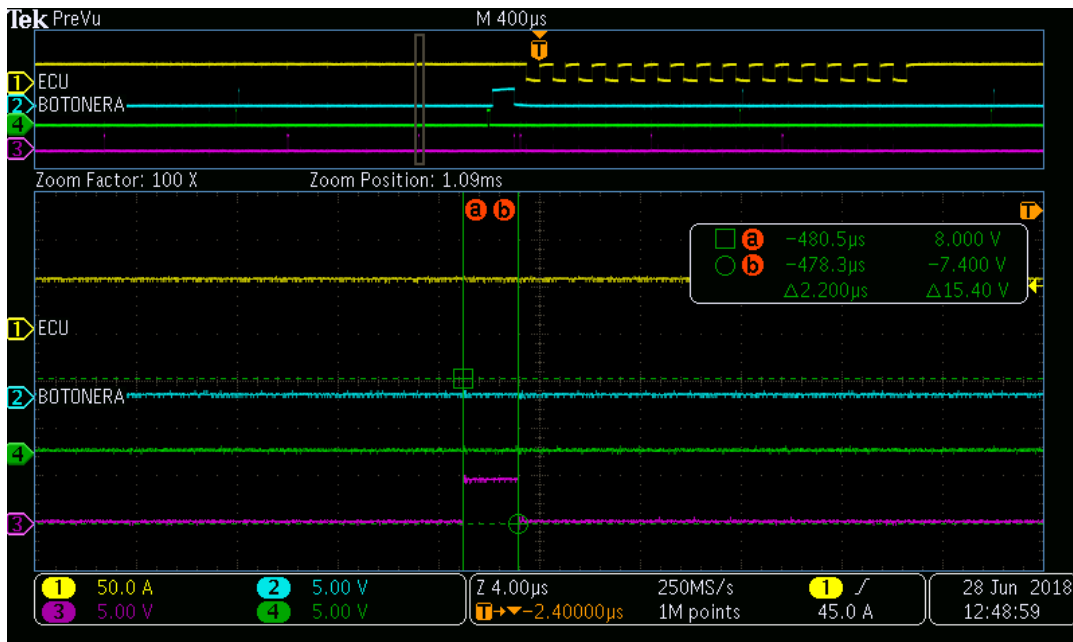 Tek PreVu M 400µs
T
1 ECU
2 BOTONERA
4
3
Zoom Factor: 100 X Zoom Position: 1.09ms
a b T
a -480.5µs 8.000 V
b -478.3µs -7.400 V
Δ2.200µs Δ15.40 V
1 ECU
2 BOTONERA
4
3
1 50.0 A 2 5.00 V Z 4.00µs 250MS/s 1 28 Jun 2018
3 5.00 V 4 5.00 V T→▼-2.40000µs 1M points 45.0 A 12:48:59